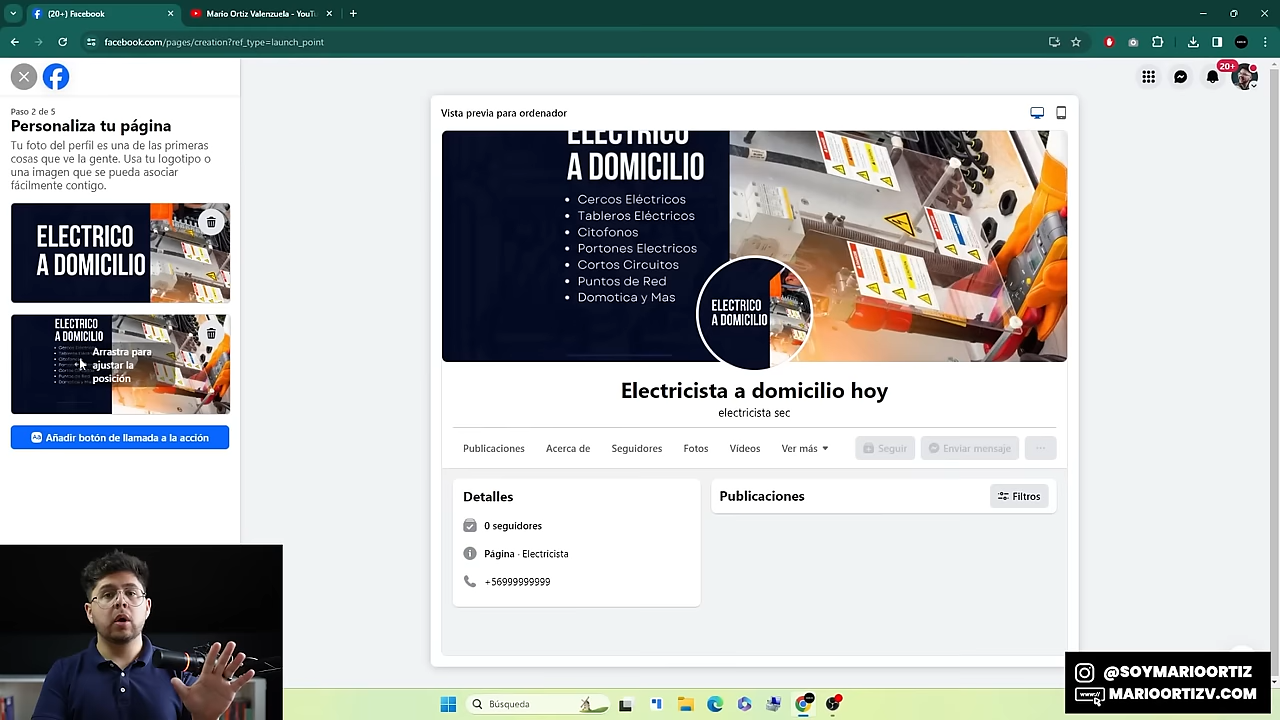 (20+) Facebook
Mario Ortiz Valenzuela - YouTu
facebook.com/pages/creation?ref_type=launch_point
20+
Paso 2 de 5
Personaliza tu página
Tu foto del perfil es una de las primeras
cosas que ve la gente. Usa tu logotipo o
una imagen que se pueda asociar
fácilmente contigo.
ELECTRICO
A DOMICILIO
ELECTRICO
A DOMICILIO
Arrastra para
ajustar la
posición
Añadir botón de llamada a la acción
Vista previa para ordenador
ELECTRICO
A DOMICILIO
• Cercos Eléctricos
• Tableros Eléctricos
• Citofonos
• Portones Electricos
• Cortos Circuitos
• Puntos de Red
• Domotica y Mas
ELECTRICO
A DOMICILIO
Electricista a domicilio hoy
electricista sec
Publicaciones Acerca de Seguidores Fotos Vídeos Ver más Seguir Enviar mensaje
Detalles
0 seguidores
Página · Electricista
+56999999999
Publicaciones
Filtros
@SOYMARIOORTIZ
MARIOORTIZV.COM
Búsqueda